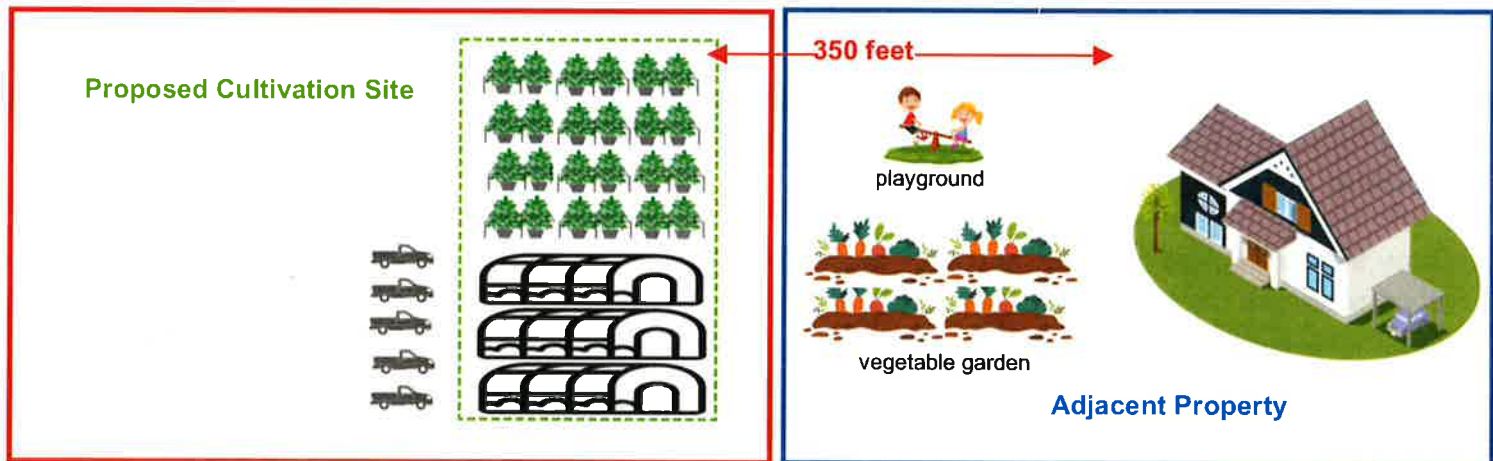 350 feet
Proposed Cultivation Site
playground
vegetable garden
Adjacent Property